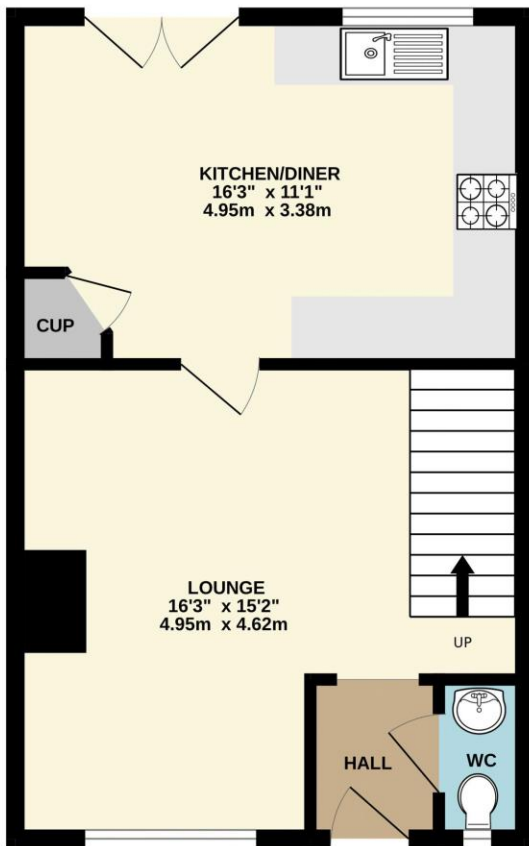 KITCHEN/DINER
16'3" x 11'1"
4.95m x 3.38m
CUP
LOUNGE
16'3" x 15'2"
4.95m x 4.62m
UP
HALL
WC